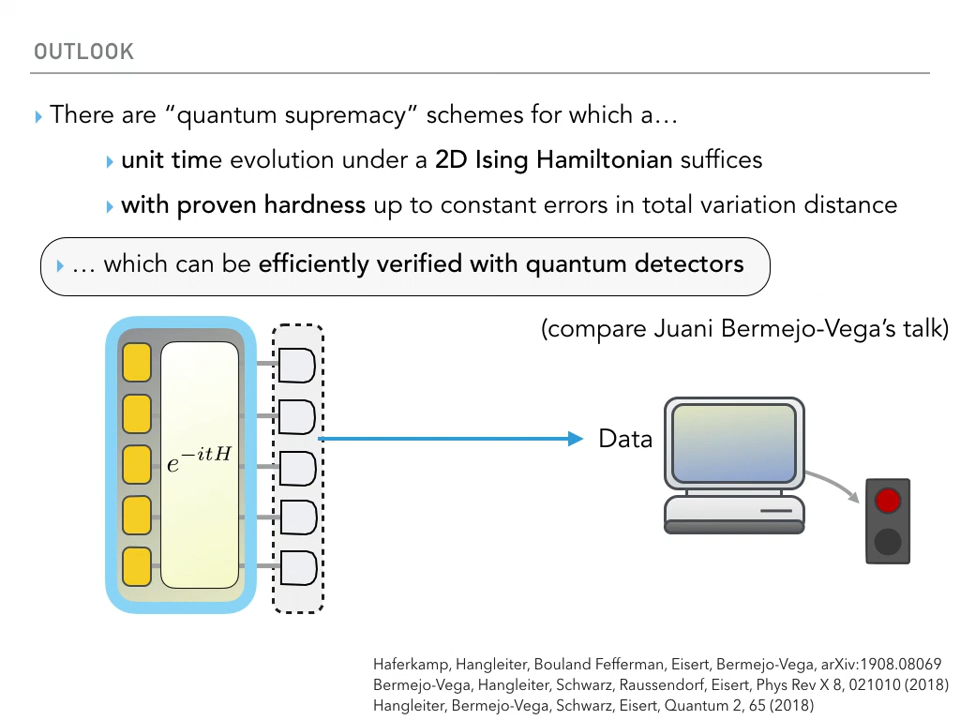 OUTLOOK
There are “quantum supremacy” schemes for which a…
unit time evolution under a 2D Ising Hamiltonian suffices
with proven hardness up to constant errors in total variation distance
… which can be efficiently verified with quantum detectors
(compare Juani Bermejo-Vega’s talk)
e^{-itH}
Data
Haferkamp, Hangleiter, Bouland Fefferman, Eisert, Bermejo-Vega, arXiv:1908.08069
Bermejo-Vega, Hangleiter, Schwarz, Raussendorf, Eisert, Phys Rev X 8, 021010 (2018)
Hangleiter, Bermejo-Vega, Schwarz, Eisert, Quantum 2, 65 (2018)